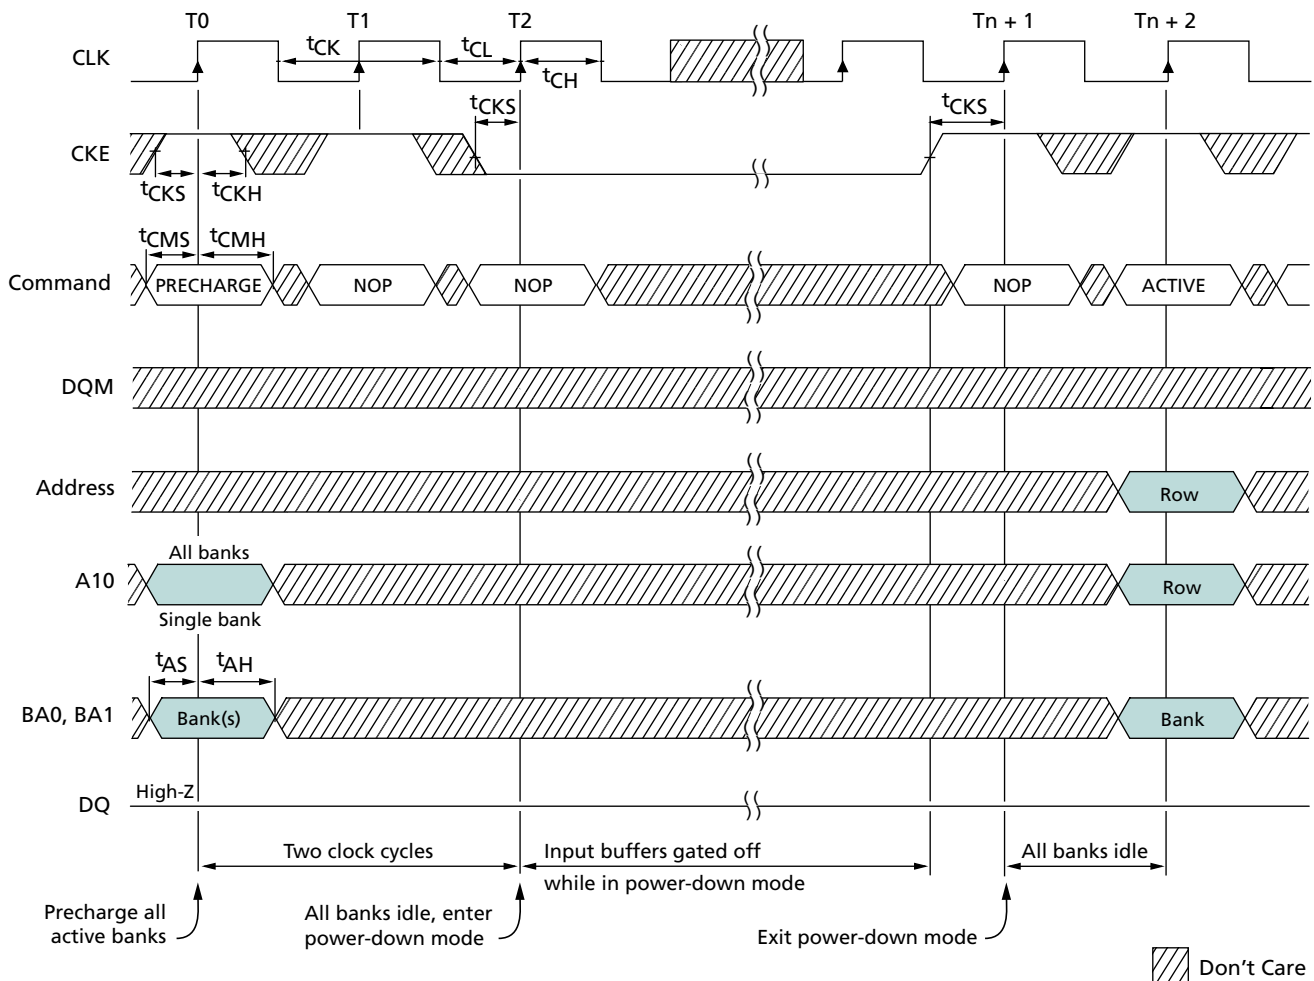 T0 T1 T2 Tn + 1 Tn + 2
CLK tCK tCL tCH
tCKS tCKS
CKE
tCKS tCKH
tCMS tCMH
Command PRECHARGE NOP NOP NOP ACTIVE
DQM
Address Row
All banks
A10 Row
Single bank
tAS tAH
BA0, BA1 Bank(s) Bank
High-Z
DQ
Two clock cycles Input buffers gated off All banks idle
while in power-down mode
Precharge all All banks idle, enter
active banks power-down mode Exit power-down mode
Don't Care